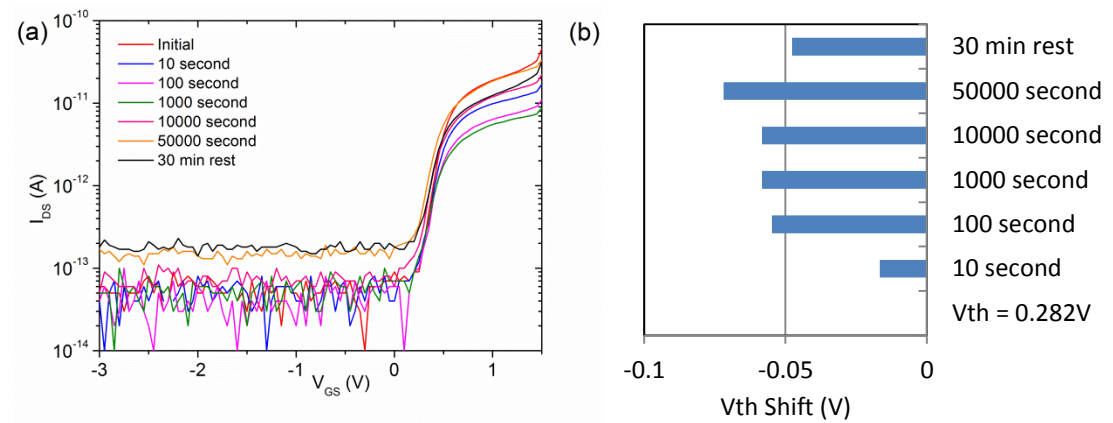 (a)
10⁻¹⁰
10⁻¹¹
10⁻¹²
10⁻¹³
10⁻¹⁴
I_DS (A)
Initial
10 second
100 second
1000 second
10000 second
50000 second
30 min rest
-3 -2 -1 0 1
V_GS (V)
(b)
30 min rest
50000 second
10000 second
1000 second
100 second
10 second
Vth = 0.282V
-0.1 -0.05 0
Vth Shift (V)